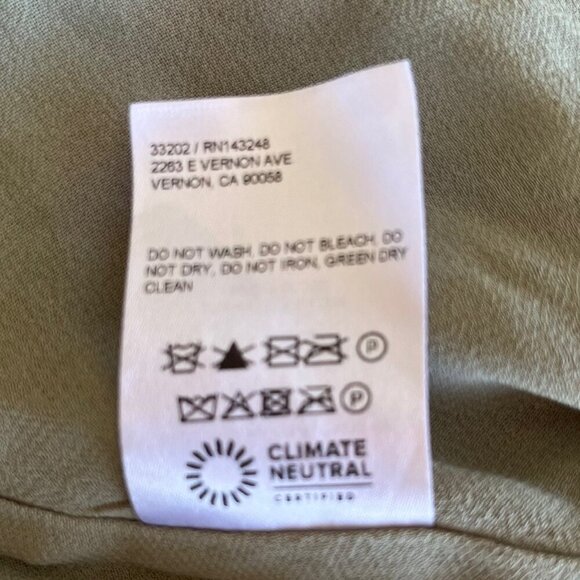 33202 / RN143248
2263 E VERNON AVE
VERNON, CA 90058
DO NOT WASH, DO NOT BLEACH, DO
NOT DRY, DO NOT IRON, GREEN DRY
CLEAN
P
P
CLIMATE
NEUTRAL
CERTIFIED